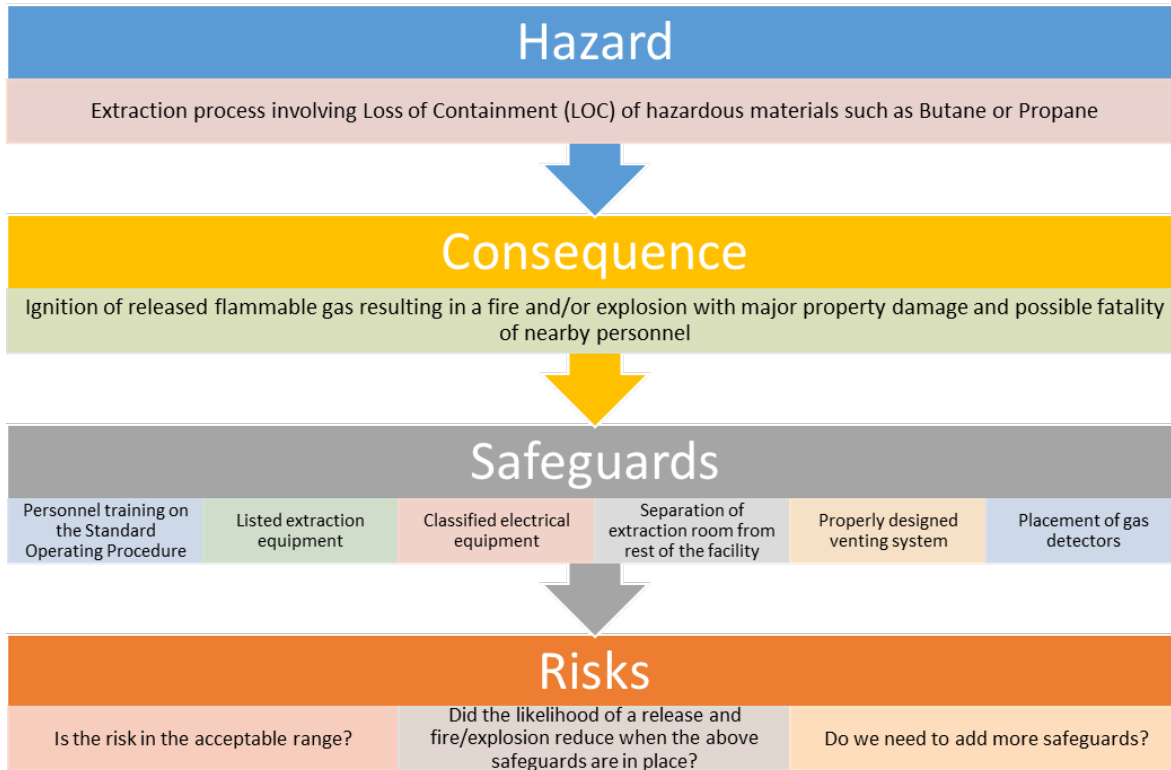 Hazard
Extraction process involving Loss of Containment (LOC) of hazardous materials such as Butane or Propane
Consequence
Ignition of released flammable gas resulting in a fire and/or explosion with major property damage and possible fatality
of nearby personnel
Safeguards
Personnel training on
the Standard
Operating Procedure
Listed extraction
equipment
Classified electrical
equipment
Separation of
extraction room from
rest of the facility
Properly designed
venting system
Placement of gas
detectors
Risks
Is the risk in the acceptable range?
Did the likelihood of a release and
fire/explosion reduce when the above
safeguards are in place?
Do we need to add more safeguards?